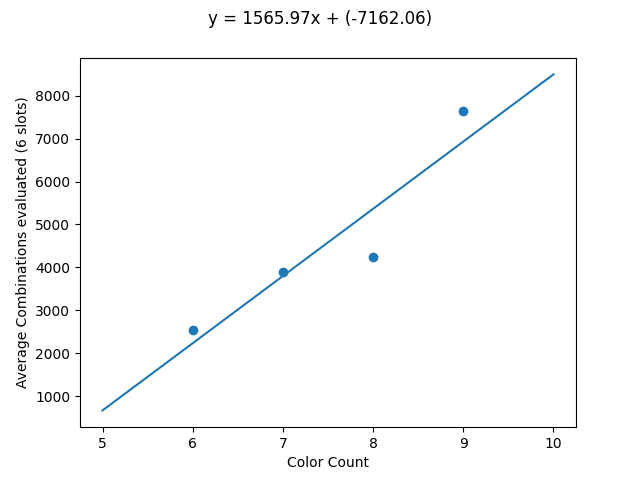 y = 1565.97x + (-7162.06)
Average Combinations evaluated (6 slots)
8000
7000
6000
5000
4000
3000
2000
1000
5 6 7 8 9 10
Color Count